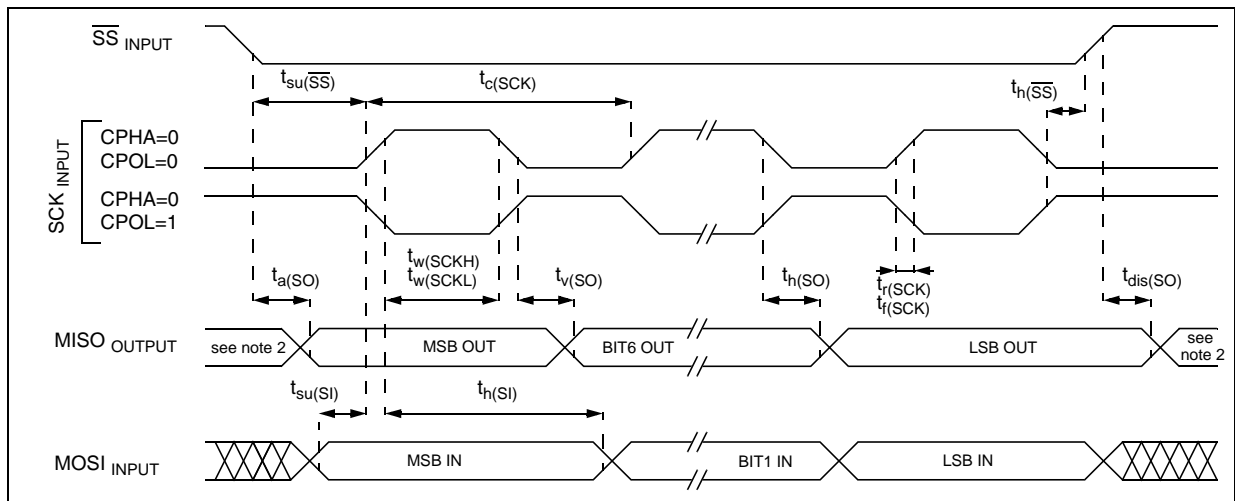 SS INPUT
tsu(SS)
tc(SCK)
th(SS)
SCK INPUT
CPHA=0
CPOL=0
CPHA=0
CPOL=1
ta(SO)
tw(SCKH)
tw(SCKL)
tv(SO)
th(SO)
tr(SCK)
tf(SCK)
tdis(SO)
MISO OUTPUT
see note 2
MSB OUT
BIT6 OUT
LSB OUT
see
note 2
tsu(SI)
th(SI)
MOSI INPUT
MSB IN
BIT1 IN
LSB IN